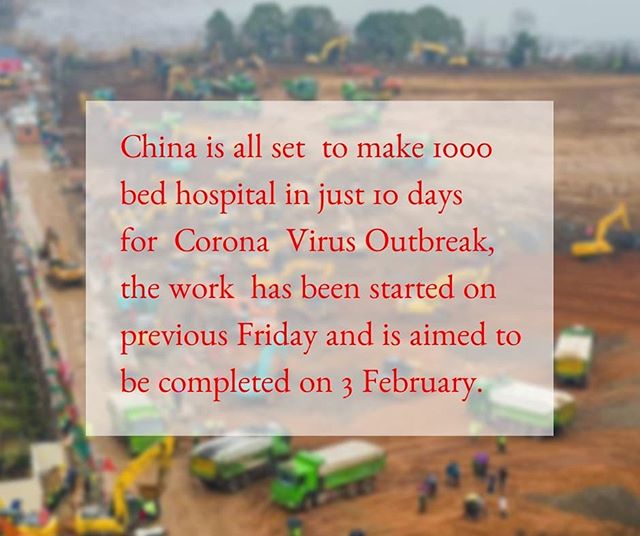 China is all set to make 1000
bed hospital in just 10 days
for Corona Virus Outbreak,
the work has been started on
previous Friday and is aimed to
be completed on 3 February.